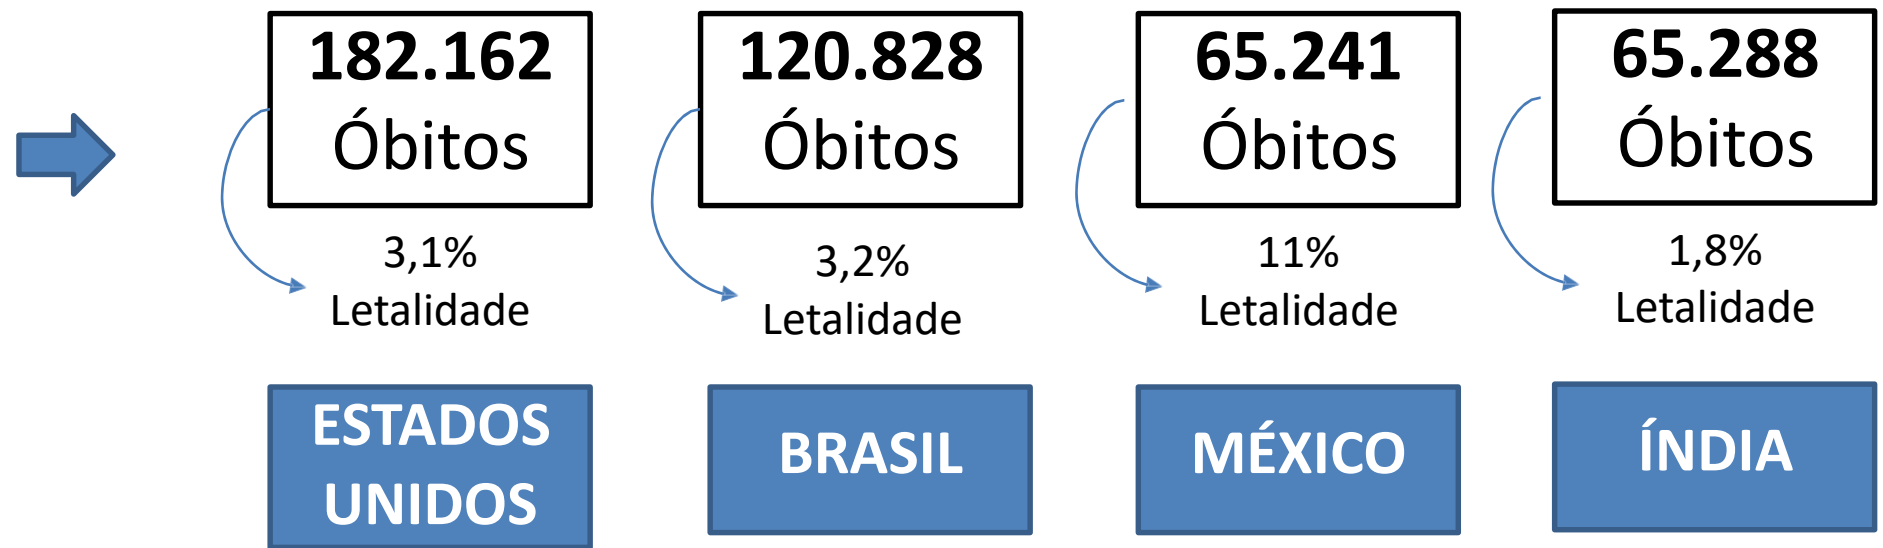 182.162
Óbitos
3,1%
Letalidade
ESTADOS
UNIDOS
120.828
Óbitos
3,2%
Letalidade
BRASIL
65.241
Óbitos
11%
Letalidade
MÉXICO
65.288
Óbitos
1,8%
Letalidade
ÍNDIA